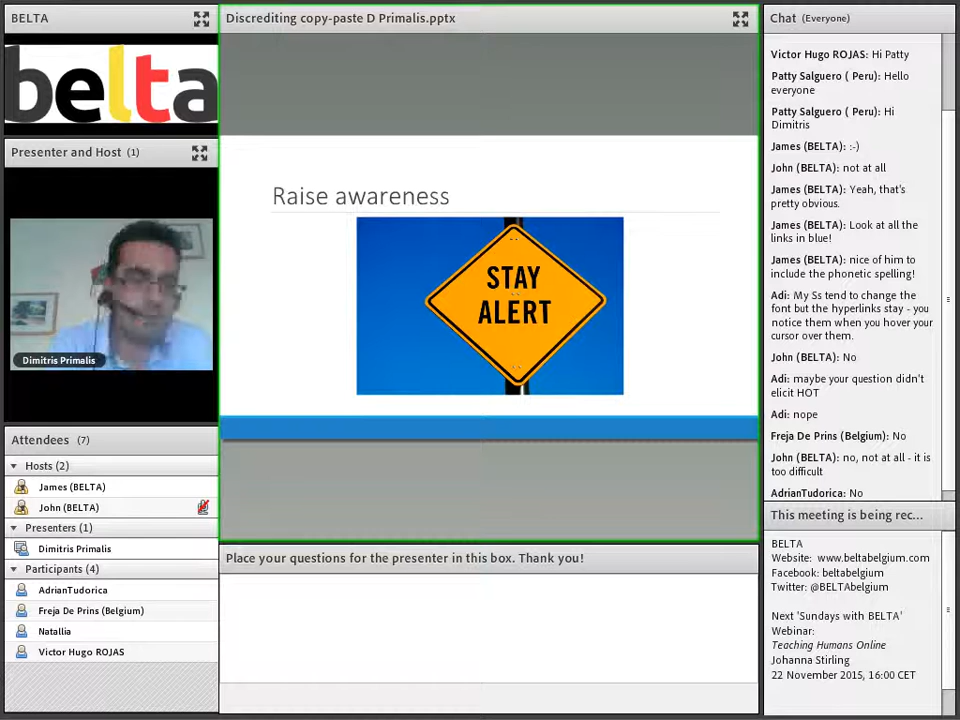 BELTA
belta
Presenter and Host (1)
Dimitris Primalis
Attendees (7)
Hosts (2)
James (BELTA)
John (BELTA)
Presenters (1)
Dimitris Primalis
Participants (4)
AdrianTudorica
Freja De Prins (Belgium)
Natallia
Victor Hugo ROJAS
Discrediting copy-paste D Primalis.pptx
Raise awareness
STAY
ALERT
Place your questions for the presenter in this box. Thank you!
Chat (Everyone)
Victor Hugo ROJAS: Hi Patty
Patty Salguero ( Peru): Hello
everyone
Patty Salguero ( Peru): Hi
Dimitris
James (BELTA): :-)
John (BELTA): not at all
James (BELTA): Yeah, that's
pretty obvious.
James (BELTA): Look at all the
links in blue!
James (BELTA): nice of him to
include the phonetic spelling!
Adi: My Ss tend to change the
font but the hyperlinks stay - you
notice them when you hover your
cursor over them.
John (BELTA): No
Adi: maybe your question didn't
elicit HOT
Adi: nope
Freja De Prins (Belgium): No
John (BELTA): no, not at all - it is
too difficult
AdrianTudorica: No
This meeting is being rec...
BELTA
Website: www.beltabelgium.com
Facebook: beltabelgium
Twitter: @BELTAbelgium
Next 'Sundays with BELTA'
Webinar:
Teaching Humans Online
Johanna Stirling
22 November 2015, 16:00 CET